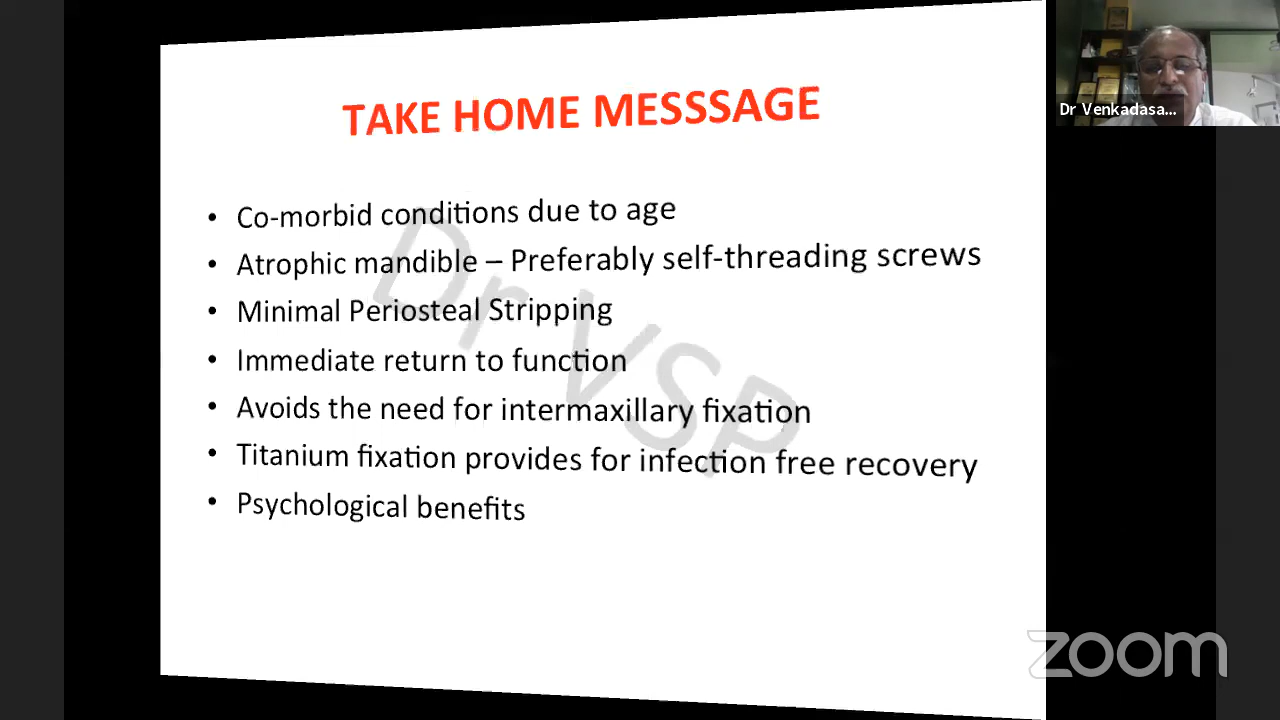 TAKE HOME MESSSAGE
• Co-morbid conditions due to age
• Atrophic mandible – Preferably self-threading screws
• Minimal Periosteal Stripping
• Immediate return to function
• Avoids the need for intermaxillary fixation
• Titanium fixation provides for infection free recovery
• Psychological benefits
Dr VSP
Dr Venkadasa...
zoom